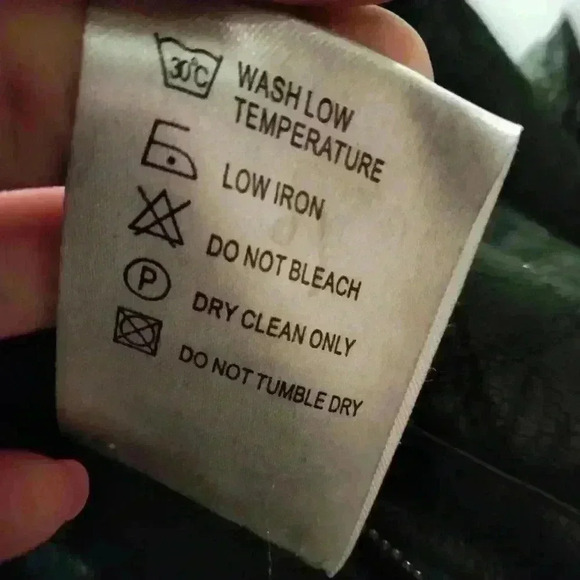 30°C
WASH LOW
TEMPERATURE
LOW IRON
DO NOT BLEACH
P
DRY CLEAN ONLY
DO NOT TUMBLE DRY